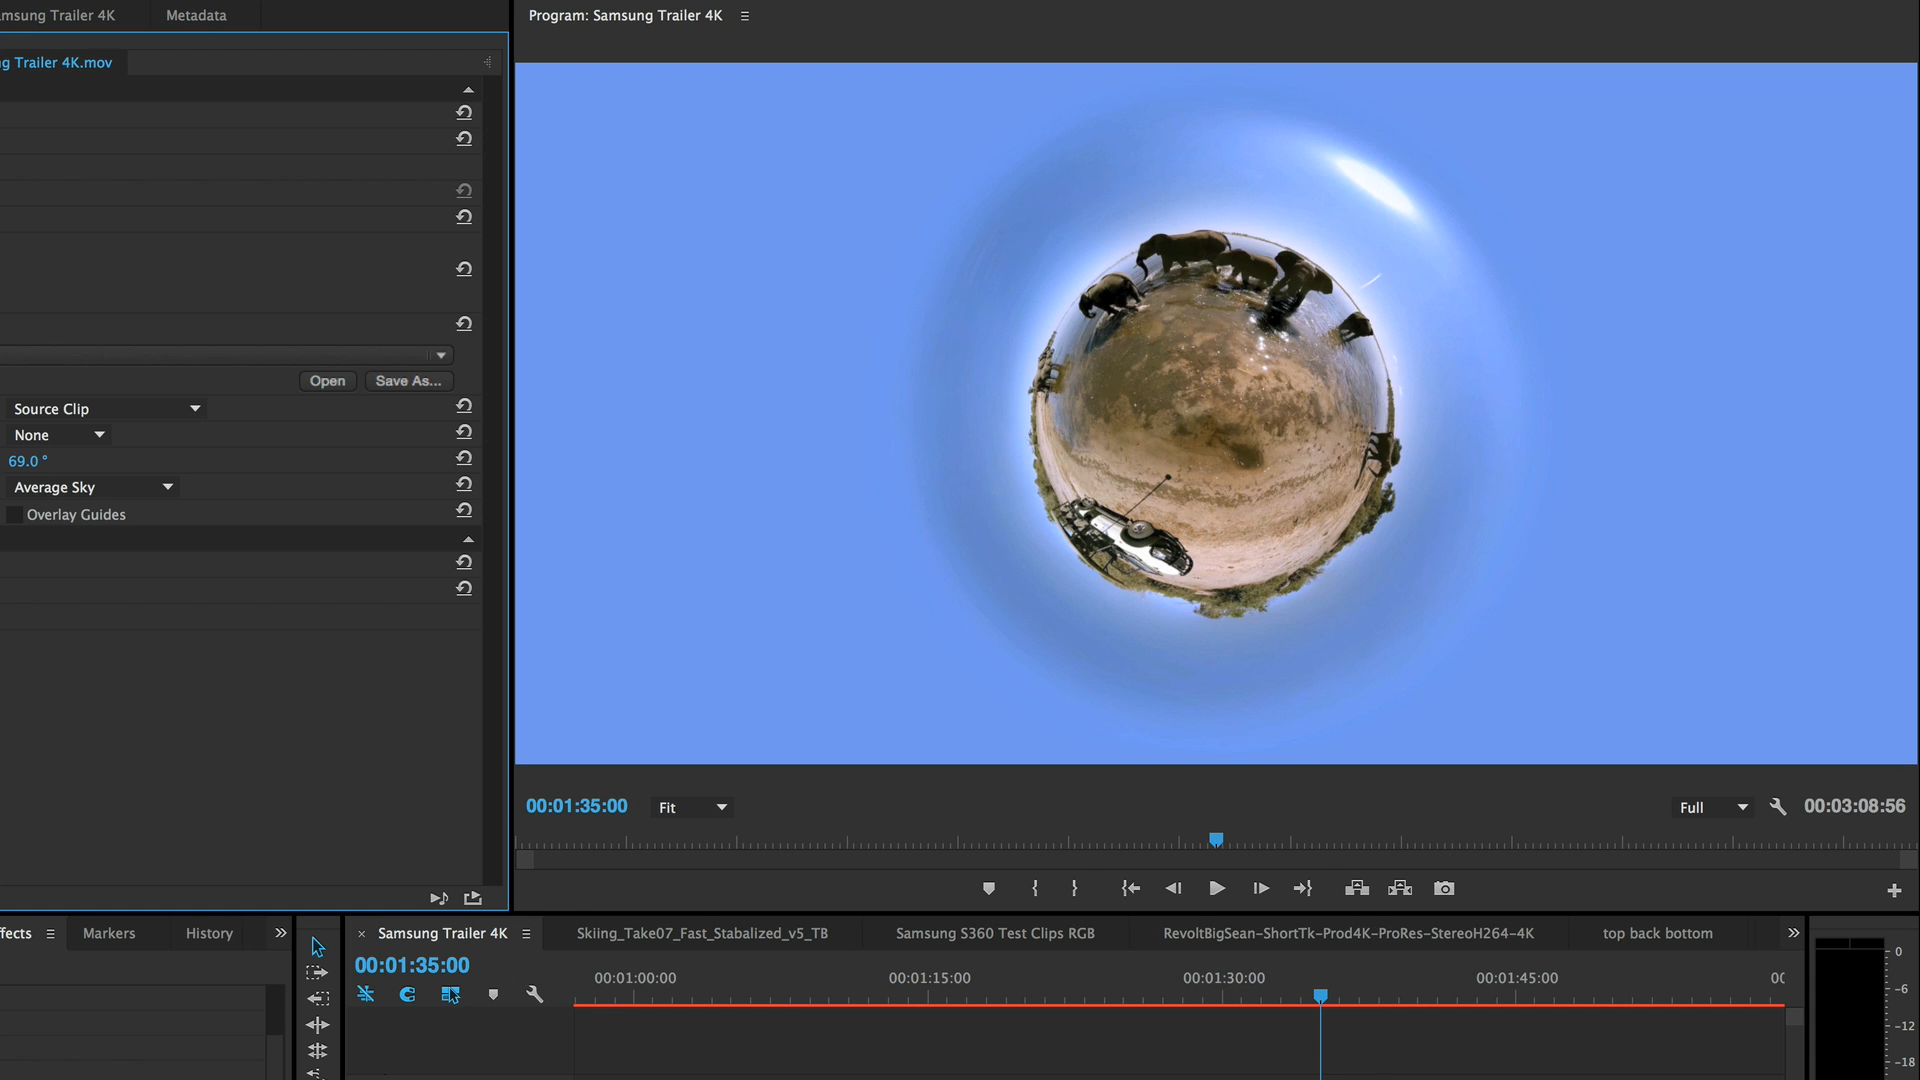 msung Trailer 4K
Metadata
Program: Samsung Trailer 4K
g Trailer 4K.mov
Open
Save As...
Source Clip
None
69.0 °
Average Sky
Overlay Guides
00:01:35:00
Fit
Full
00:03:08:56
fects
Markers
History
× Samsung Trailer 4K
Skiing_Take07_Fast_Stabalized_v5_TB
Samsung S360 Test Clips RGB
RevoltBigSean-ShortTk-Prod4K-ProRes-StereoH264-4K
top back bottom
00:01:35:00
00:01:00:00
00:01:15:00
00:01:30:00
00:01:45:00
00
0
-6
-12
-18